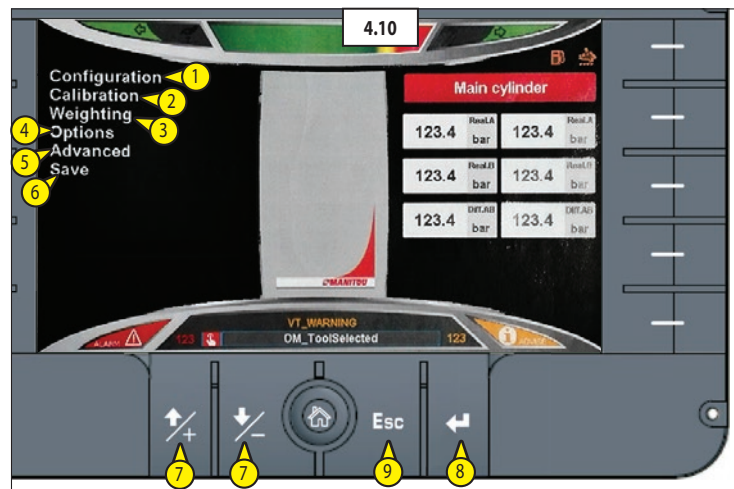 4.10
Configuration 1
Calibration 2
Weighting 3
4 Options
5 Advanced
Save
6
Main cylinder
123.4 Real.A bar 123.4 Real.A bar
123.4 Real.B bar 123.4 Real.B bar
123.4 Diff.AB bar 123.4 Diff.AB bar
MANITOU
VT_WARNING
ALARM 123 OM_ToolSelected 123 ADVICE
+ - Esc
7 7 9 8